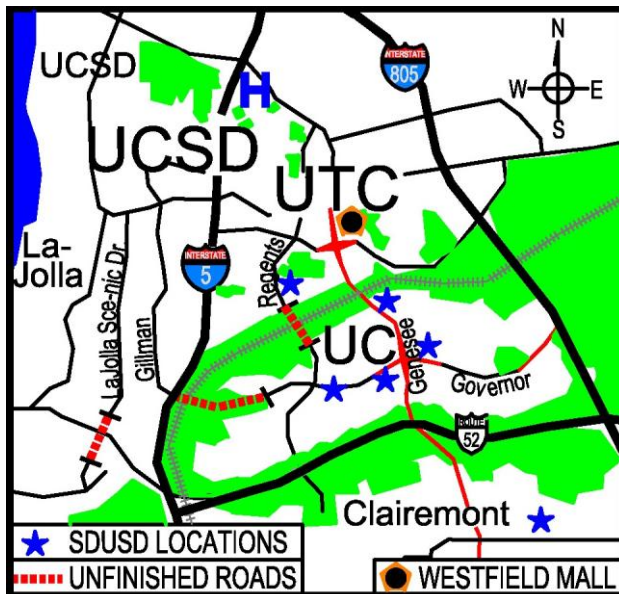 UCSD
H
INTERSTATE
805
N
W E
S
UCSD
UTC
La-
Jolla
INTERSTATE
5
Regents
LaJolla Sce-niic Dr
Gillman
UC
Genesee
Governor
ROUTE
52
Clairemont
SDUSD LOCATIONS
UNFINISHED ROADS
WESTFIELD MALL